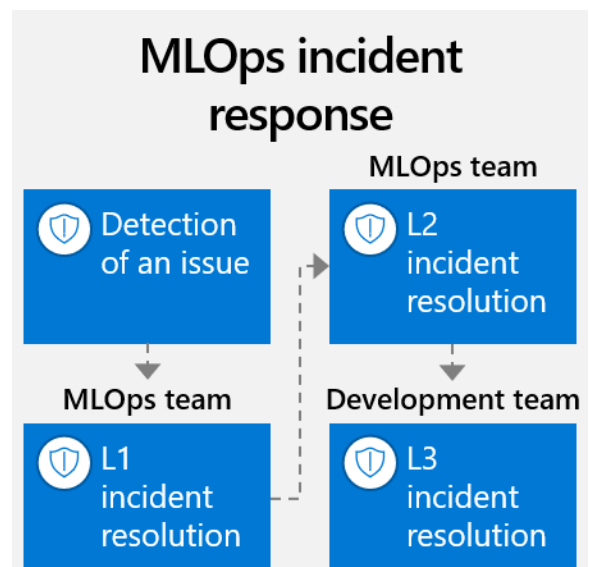 MLOps incident
response
Detection
of an issue
MLOps team
L1
incident
resolution
MLOps team
L2
incident
resolution
Development team
L3
incident
resolution